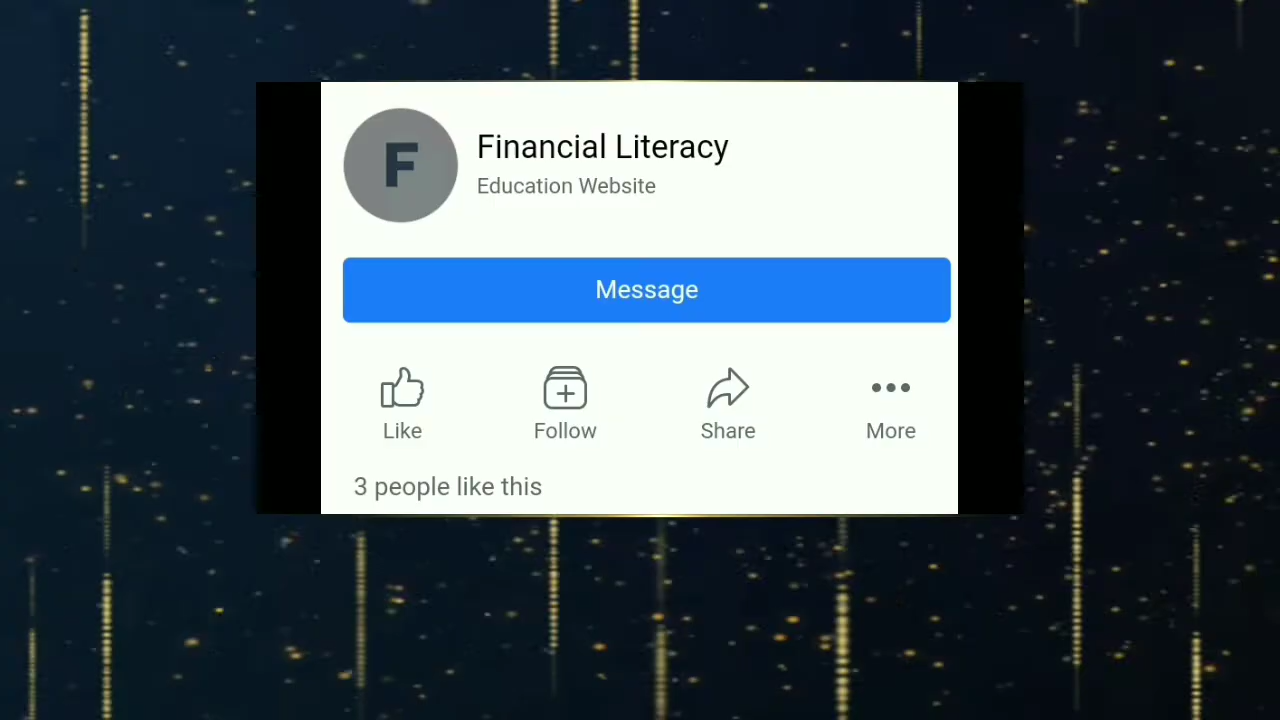 F
Financial Literacy
Education Website
Message
Like Follow Share More
3 people like this